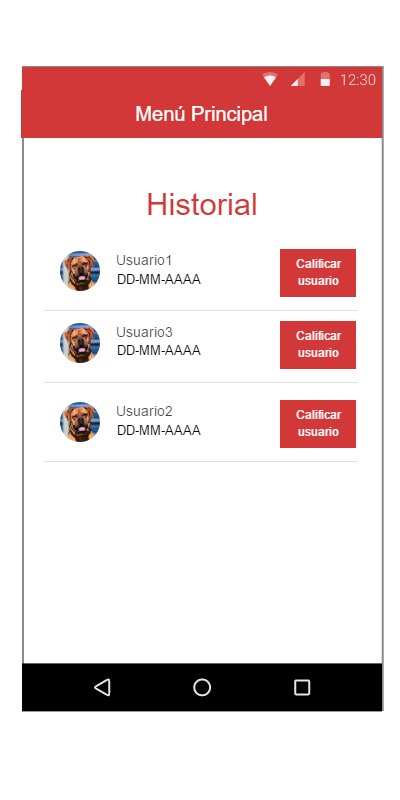 12:30
Menú Principal
Historial
Usuario1
DD-MM-AAAA
Calificar
usuario
Usuario3
DD-MM-AAAA
Calificar
usuario
Usuario2
DD-MM-AAAA
Calificar
usuario